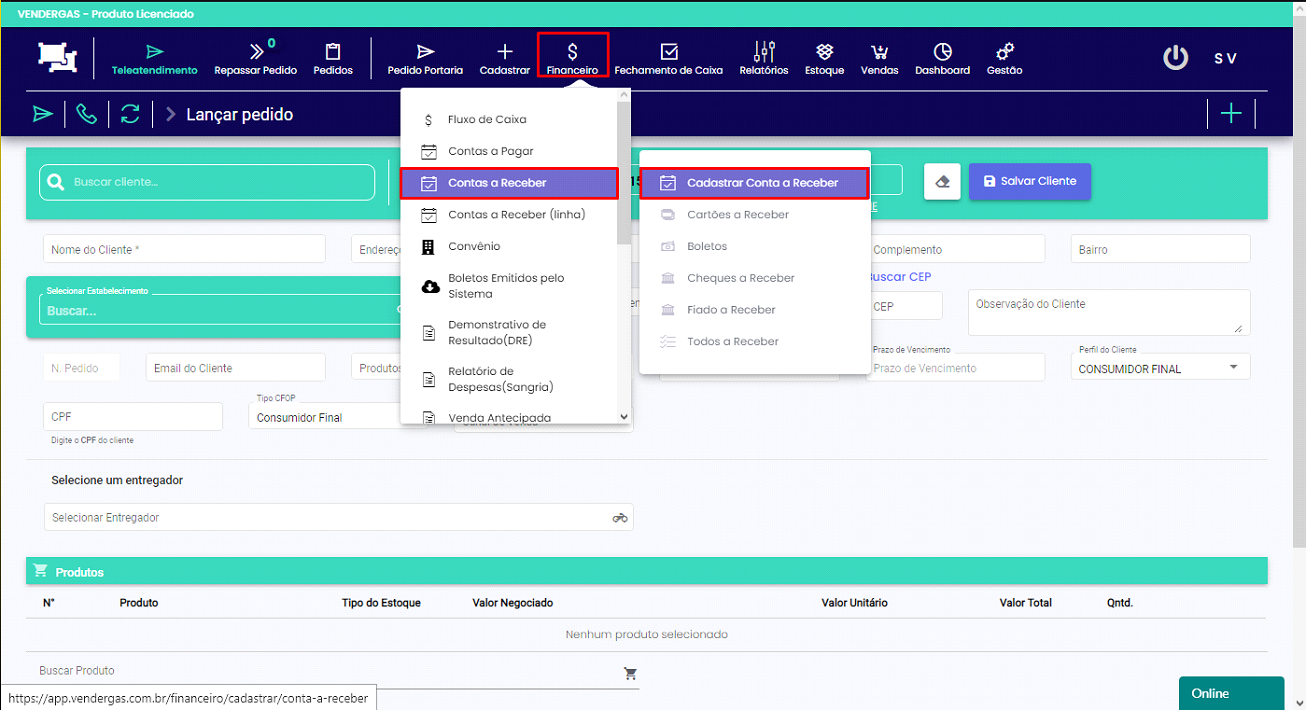 VENDERGAS - Produto Licenciado
Teleatendimento
0
Repassar Pedido
Pedidos
Pedido Portaria
Cadastrar
Financeiro
Fechamento de Caixa
Relatórios
Estoque
Vendas
Dashboard
Gestão
S V
Lançar pedido
Fluxo de Caixa
Contas a Pagar
Contas a Receber
Contas a Receber (linha)
Convênio
Boletos Emitidos pelo
Sistema
Demonstrativo de
Resultado(DRE)
Relatório de
Despesas(Sangria)
Venda Antecipada
Cadastrar Conta a Receber
Cartões a Receber
Boletos
Cheques a Receber
Fiado a Receber
Todos a Receber
Buscar cliente...
Salvar Cliente
Nome do Cliente *
Endereç
Complemento
Bairro
Buscar CEP
Selecionar Estabelecimento
Buscar...
CEP
Observação do Cliente
N. Pedido
Email do Cliente
Produtos
Prazo de Vencimento
Prazo de Vencimento
Perfil do Cliente
CONSUMIDOR FINAL
CPF
Digite o CPF do cliente
Tipo CFOP
Consumidor Final
Canal de Venda
Selecione um entregador
Selecionar Entregador
Produtos
N° Produto Tipo do Estoque Valor Negociado Valor Unitário Valor Total Qntd.
Nenhum produto selecionado
Buscar Produto
https://app.vendergas.com.br/financeiro/cadastrar/conta-a-receber
Online